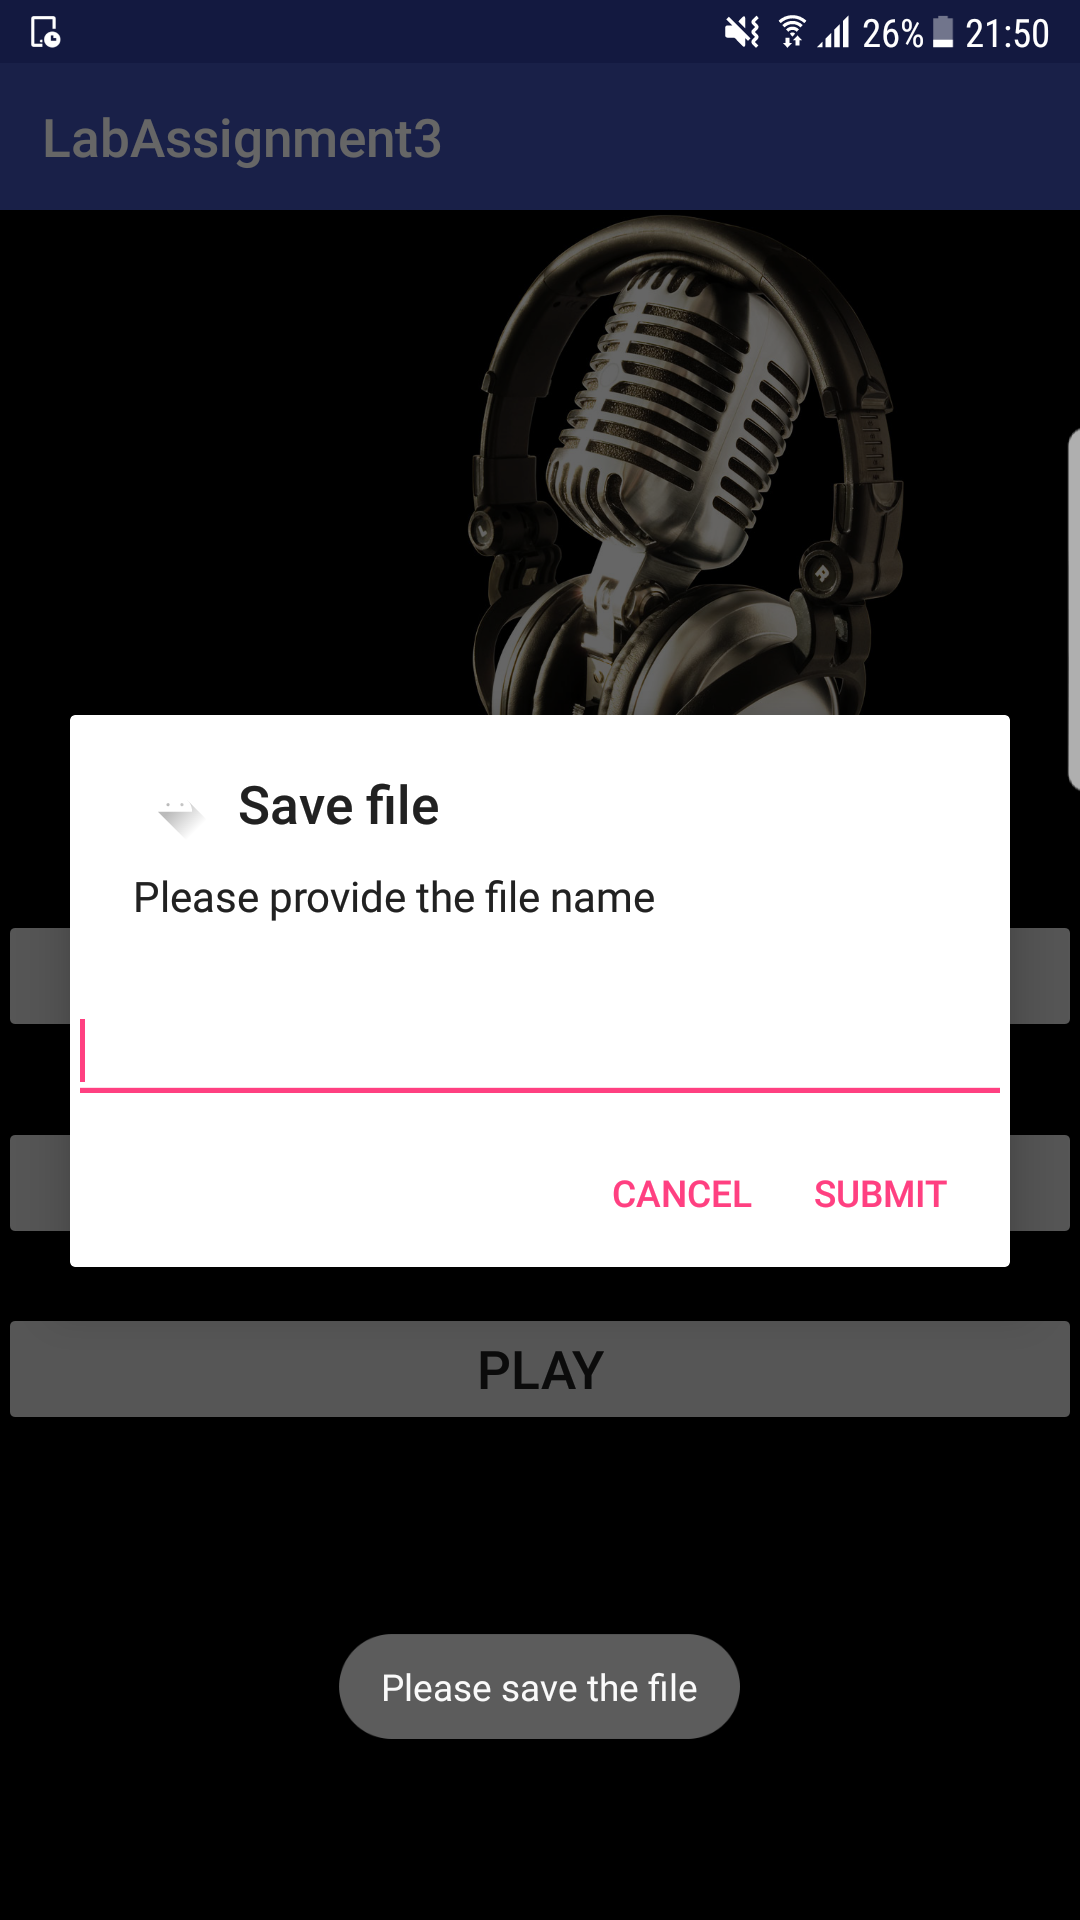 26% 21:50
LabAssignment3
L
R
Save file
Please provide the file name
CANCEL SUBMIT
PLAY
Please save the file